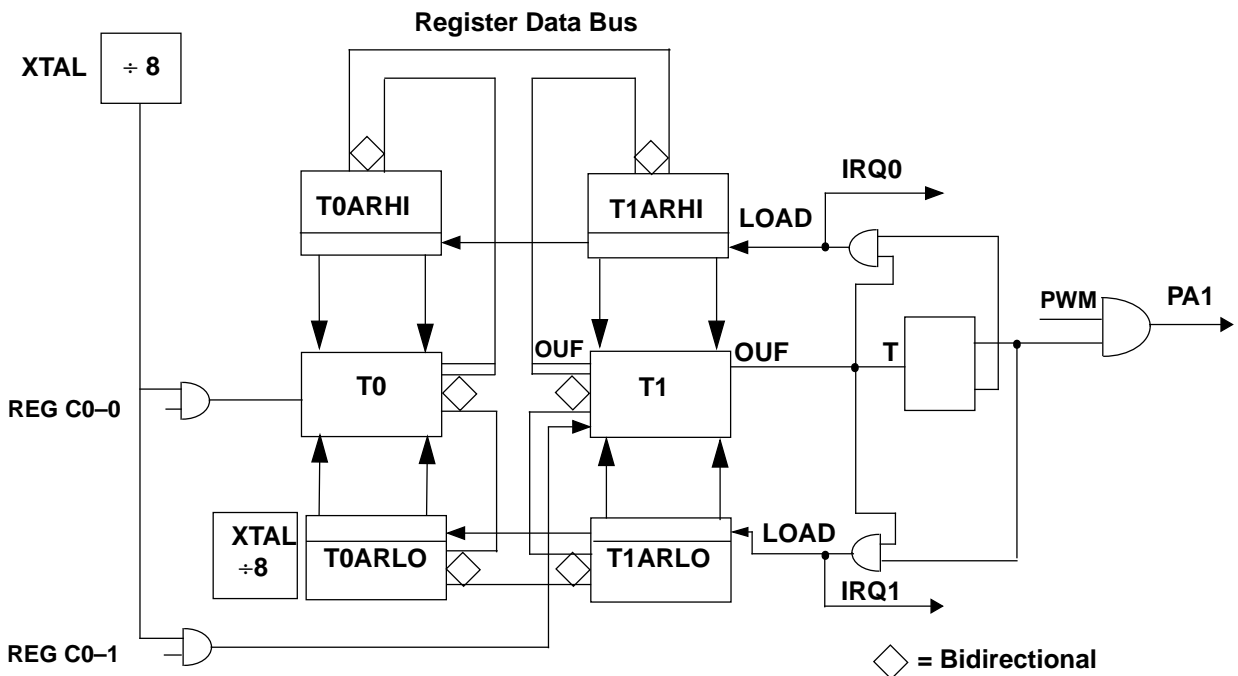 Register Data Bus
XTAL
÷ 8
T0ARHI
T1ARHI
IRQ0
LOAD
PWM
PA1
OUF
OUF
T
T0
T1
REG C0–0
XTAL
÷8
T0ARLO
T1ARLO
LOAD
IRQ1
REG C0–1
= Bidirectional